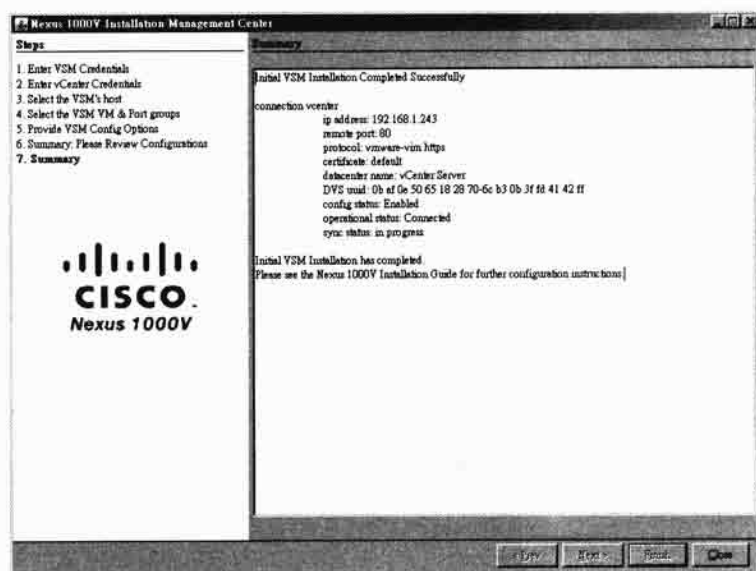 Nexus 1000V Installation Management Center
Steps
1. Enter VSM Credentials
2. Enter vCenter Credentials
3. Select the VSM's host
4. Select the VSM VM & Port groups
5. Provide VSM Config Options
6. Summary: Please Review Configurations
7. Summary
CISCO
Nexus 1000V
Summary
Initial VSM Installation Completed Successfully
connection vcenter
ip address: 192.168.1.243
remote port: 80
protocol: vmware-vim https
certificate: default
datacenter name: vCenter Server
DVS uuid: 0b af 0e 50 65 18 28 70-6c b3 0b 3f fd 41 42 ff
config status: Enabled
operational status: Connected
sync status: in progress
Initial VSM Installation has completed.
Please see the Nexus 1000V Installation Guide for further configuration instructions.
< Prev
Next >
Finish
Close